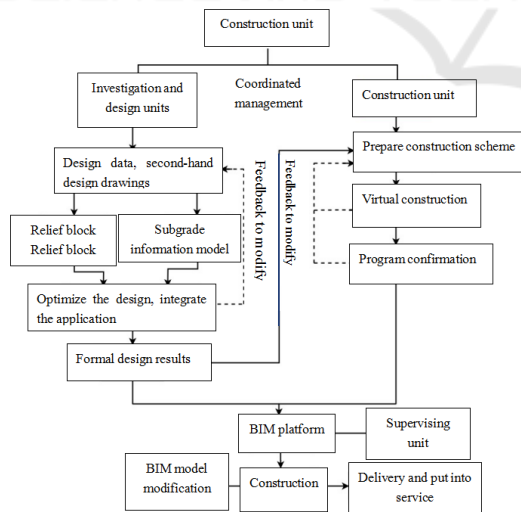 Construction unit
Investigation and
design units
Coordinated
management
Construction unit
Design data, second-hand
design drawings
Prepare construction scheme
Feedback to modify
Feedback to modify
Virtual construction
Relief block
Relief block
Subgrade
information model
Program confirmation
Optimize the design, integrate
the application
Formal design results
BIM platform
Supervising
unit
BIM model
modification
Construction
Delivery and put into
service